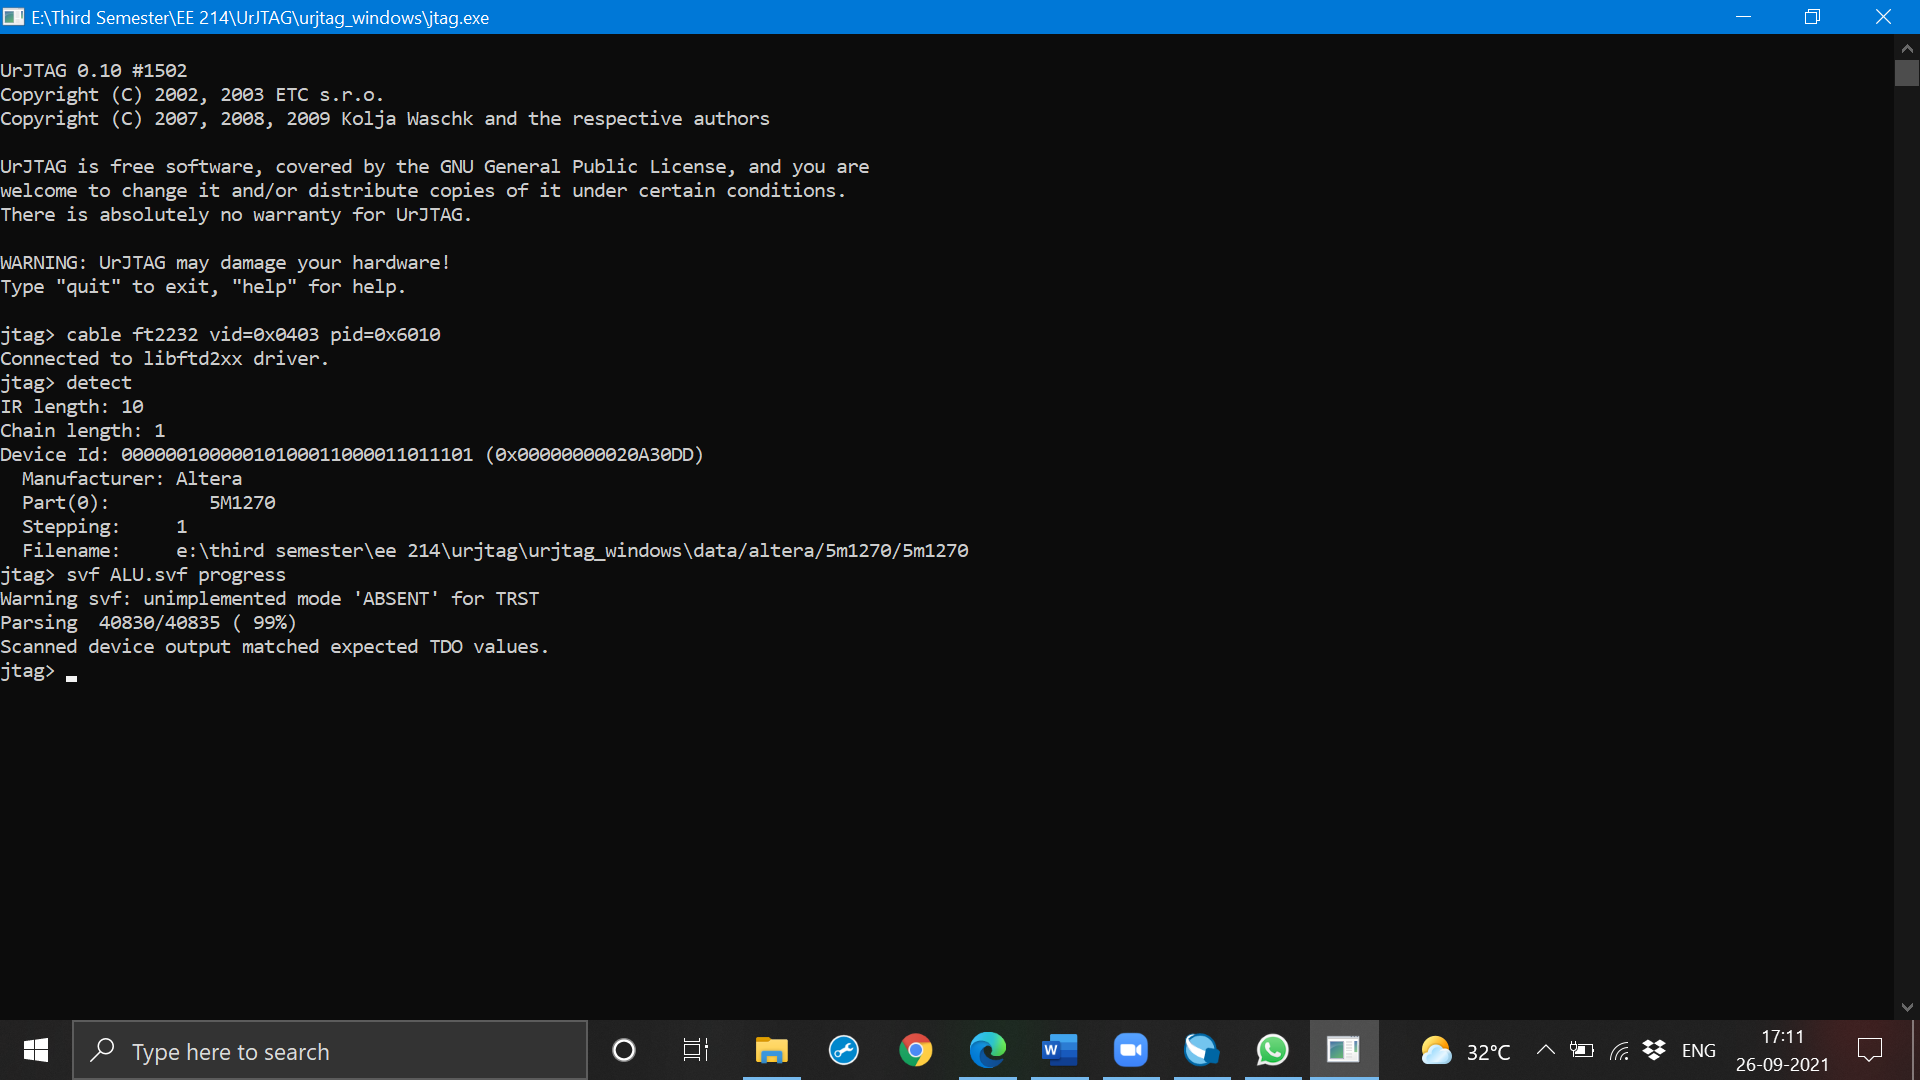 E:\Third Semester\EE 214\UrJTAG\urjtag_windows\jtag.exe
UrJTAG 0.10 #1502
Copyright (C) 2002, 2003 ETC s.r.o.
Copyright (C) 2007, 2008, 2009 Kolja Waschk and the respective authors
UrJTAG is free software, covered by the GNU General Public License, and you are
welcome to change it and/or distribute copies of it under certain conditions.
There is absolutely no warranty for UrJTAG.
WARNING: UrJTAG may damage your hardware!
Type "quit" to exit, "help" for help.
jtag> cable ft2232 vid=0x0403 pid=0x6010
Connected to libftd2xx driver.
jtag> detect
IR length: 10
Chain length: 1
Device Id: 00000010000010100011000011011101 (0x00000000020A30DD)
Manufacturer: Altera
Part(0): 5M1270
Stepping: 1
Filename: e:\third semester\ee 214\urjtag\urjtag_windows\data/altera/5m1270/5m1270
jtag> svf ALU.svf progress
Warning svf: unimplemented mode 'ABSENT' for TRST
Parsing 40830/40835 ( 99%)
Scanned device output matched expected TDO values.
jtag>
Type here to search
W
32°C
ENG
17:11
26-09-2021